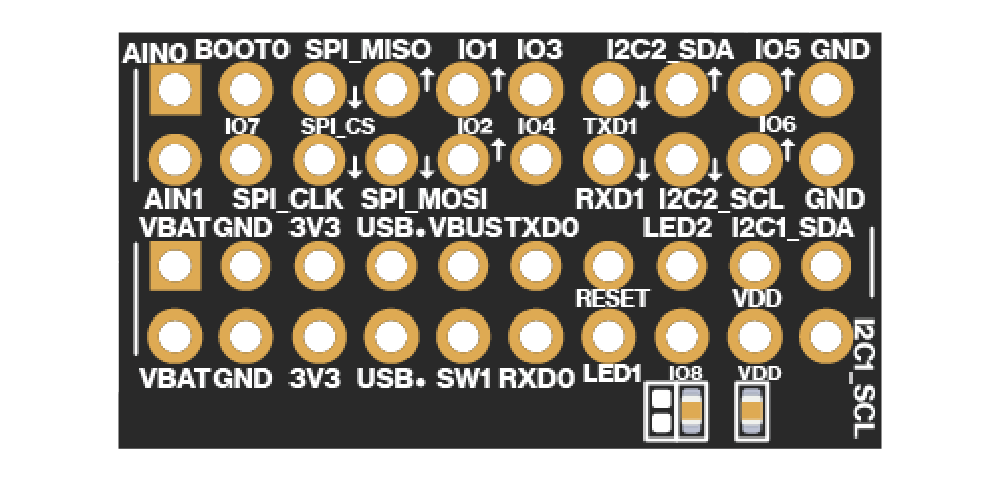 AIN0 BOOT0 SPI_MISO IO1 IO3 I2C2_SDA IO5 GND
IO7 SPI_CS IO2 IO4 TXD1 IO6
AIN1 SPI_CLK SPI_MOSI RXD1 I2C2_SCL GND
VBAT GND 3V3 USB. VBUS TXD0 LED2 I2C1_SDA
RESET VDD
VBAT GND 3V3 USB. SW1 RXD0 LED1 IO8 VDD
I2C1_SCL